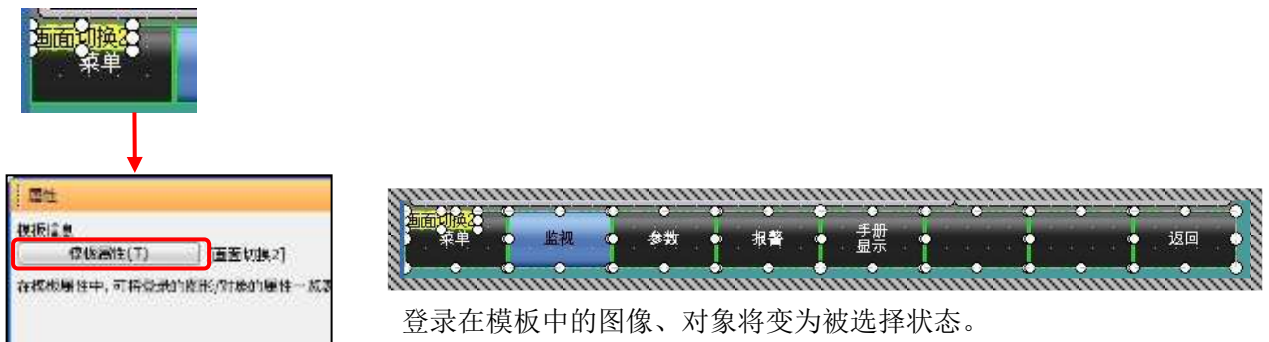 画面切换2
菜单
属性
模板信息
模板属性(T)
[画面切换2]
在模板属性中,可将登录的图形/对象的属性一览表
画面切换2
菜单
监视
参数
报警
手册
显示
返回
登录在模板中的图像、对象将变为被选择状态。